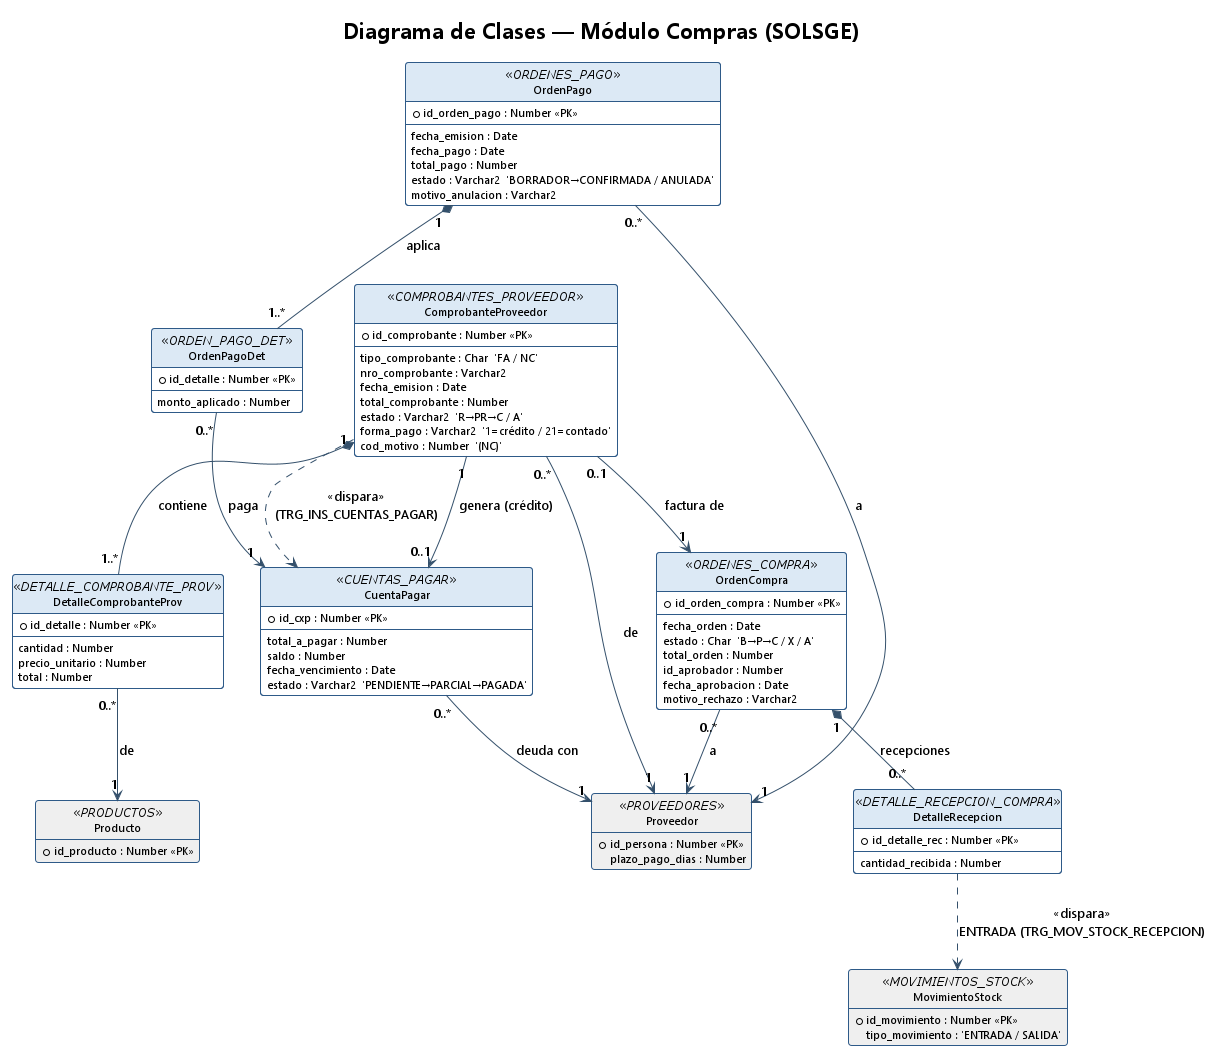 Diagrama de Clases — Módulo Compras (SOLSGE)
«ORDENES_PAGO»
OrdenPago
id_orden_pago : Number «PK»
fecha_emision : Date
fecha_pago : Date
total_pago : Number
estado : Varchar2 'BORRADOR→CONFIRMADA / ANULADA'
motivo_anulacion : Varchar2
1
0..*
aplica
1..*
«COMPROBANTES_PROVEEDOR»
ComprobanteProveedor
id_comprobante : Number «PK»
tipo_comprobante : Char 'FA / NC'
nro_comprobante : Varchar2
fecha_emision : Date
total_comprobante : Number
estado : Varchar2 'R→PR→C / A'
forma_pago : Varchar2 '1=crédito / 21=contado'
cod_motivo : Number '(NC)'
«ORDEN_PAGO_DET»
OrdenPagoDet
id_detalle : Number «PK»
monto_aplicado : Number
0..*
1
1
0..*
0..1
contiene
paga
«dispara»
(TRG_INS_CUENTAS_PAGAR)
genera (crédito)
factura de
a
1..*
1
0..1
1
«DETALLE_COMPROBANTE_PROV»
DetalleComprobanteProv
id_detalle : Number «PK»
cantidad : Number
precio_unitario : Number
total : Number
«CUENTAS_PAGAR»
CuentaPagar
id_cxp : Number «PK»
total_a_pagar : Number
saldo : Number
fecha_vencimiento : Date
estado : Varchar2 'PENDIENTE→PARCIAL→PAGADA'
de
«ORDENES_COMPRA»
OrdenCompra
id_orden_compra : Number «PK»
fecha_orden : Date
estado : Char 'B→P→C / X / A'
total_orden : Number
id_aprobador : Number
fecha_aprobacion : Date
motivo_rechazo : Varchar2
0..*
0..*
0..*
1
de
deuda con
a
recepciones
1
1
1
1
1
0..*
«PRODUCTOS»
Producto
id_producto : Number «PK»
«PROVEEDORES»
Proveedor
id_persona : Number «PK»
plazo_pago_dias : Number
«DETALLE_RECEPCION_COMPRA»
DetalleRecepcion
id_detalle_rec : Number «PK»
cantidad_recibida : Number
«dispara»
ENTRADA (TRG_MOV_STOCK_RECEPCION)
«MOVIMIENTOS_STOCK»
MovimientoStock
id_movimiento : Number «PK»
tipo_movimiento : 'ENTRADA / SALIDA'